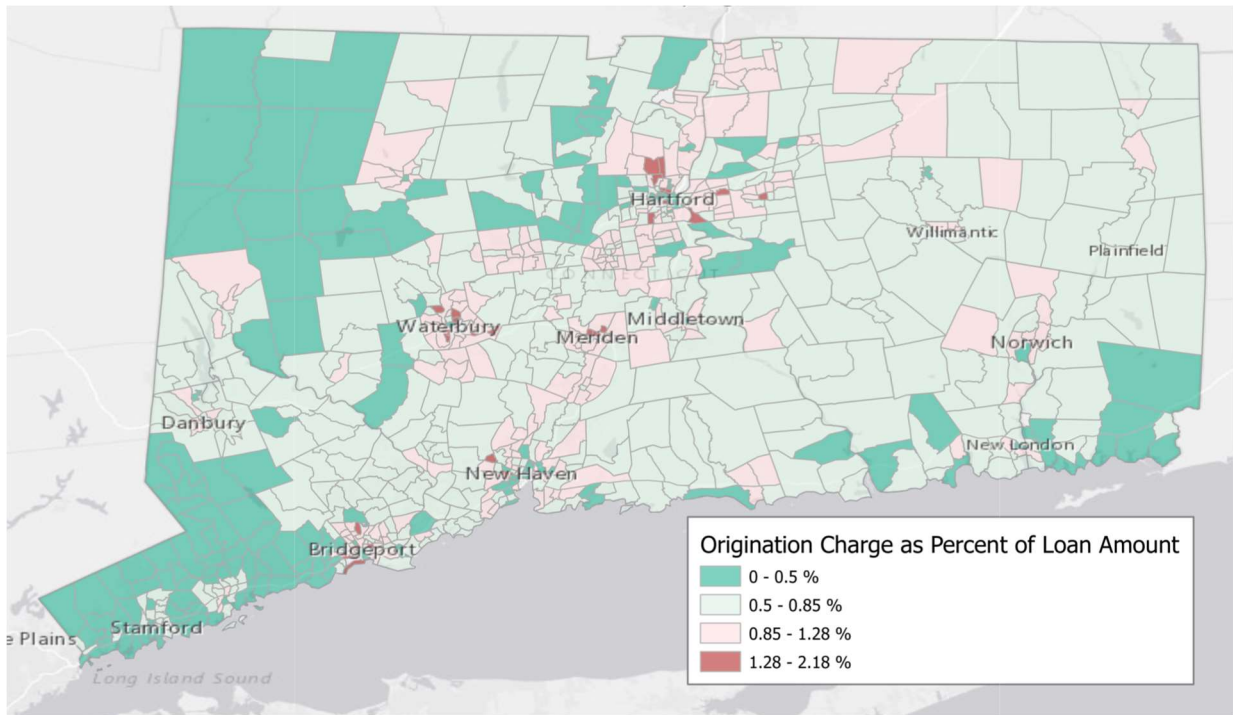 Hartford
Willimantic
Plainfield
CONNECTICUT
Waterbury
Middletown
Meriden
Norwich
Danbury
New London
New Haven
Bridgeport
Stamford
e Plains
Long Island Sound
Origination Charge as Percent of Loan Amount
0 - 0.5 %
0.5 - 0.85 %
0.85 - 1.28 %
1.28 - 2.18 %